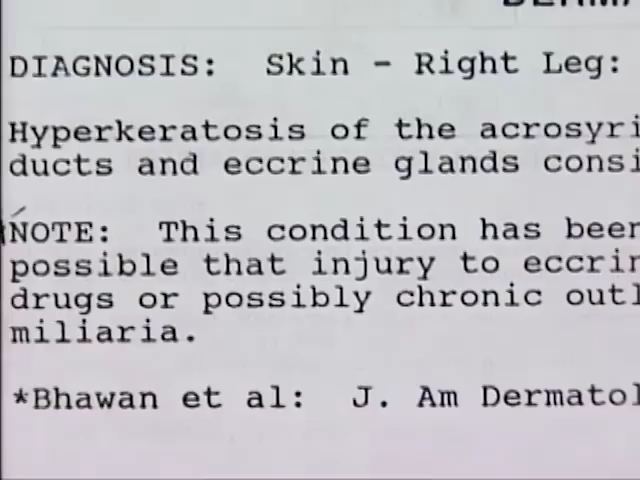 DIAGNOSIS: Skin - Right Leg:
Hyperkeratosis of the acrosyri
ducts and eccrine glands consi
NOTE: This condition has been
possible that injury to eccrin
drugs or possibly chronic outl
miliaria.
*Bhawan et al: J. Am Dermatol